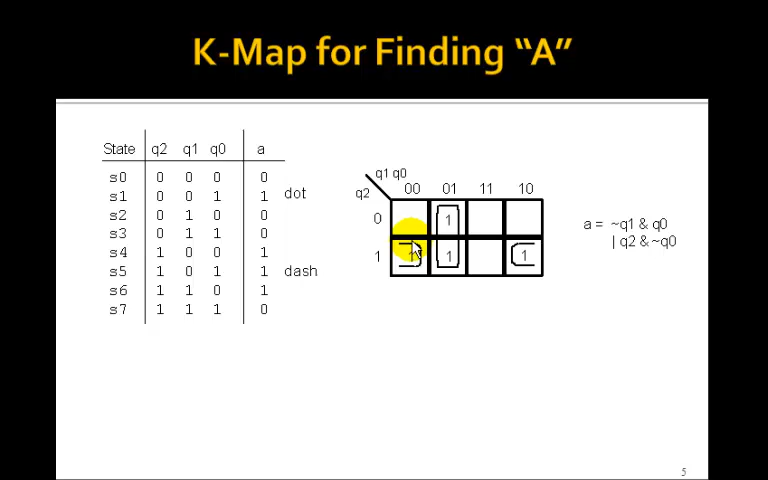 K-Map for Finding “A”
State q2 q1 q0 a
s0 0 0 0 0
s1 0 0 1 1 dot
s2 0 1 0 0
s3 0 1 1 0
s4 1 0 0 1
s5 1 0 1 1 dash
s6 1 1 0 1
s7 1 1 1 0
q1 q0
q2 00 01 11 10
0 1
1 1 1 1
a = ~q1 & q0
| q2 & ~q0
5